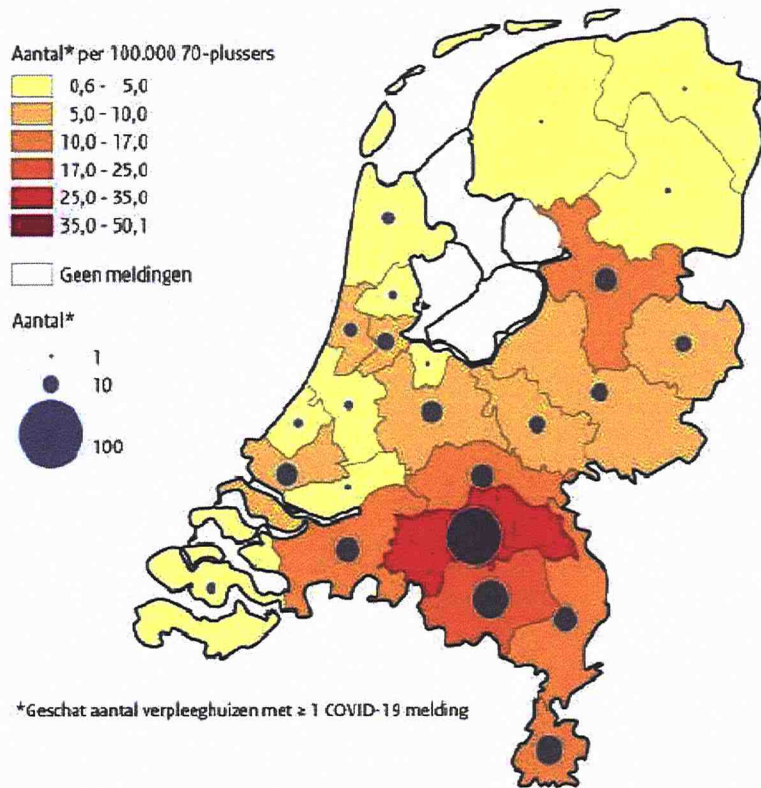 Aantal* per 100.000 70-plussers
0,6 - 5,0
5,0 - 10,0
10,0 - 17,0
17,0 - 25,0
25,0 - 35,0
35,0 - 50,1
Geen meldingen
Aantal*
1
10
100
*Geschat aantal verpleeghuizen met ≥ 1 COVID-19 melding